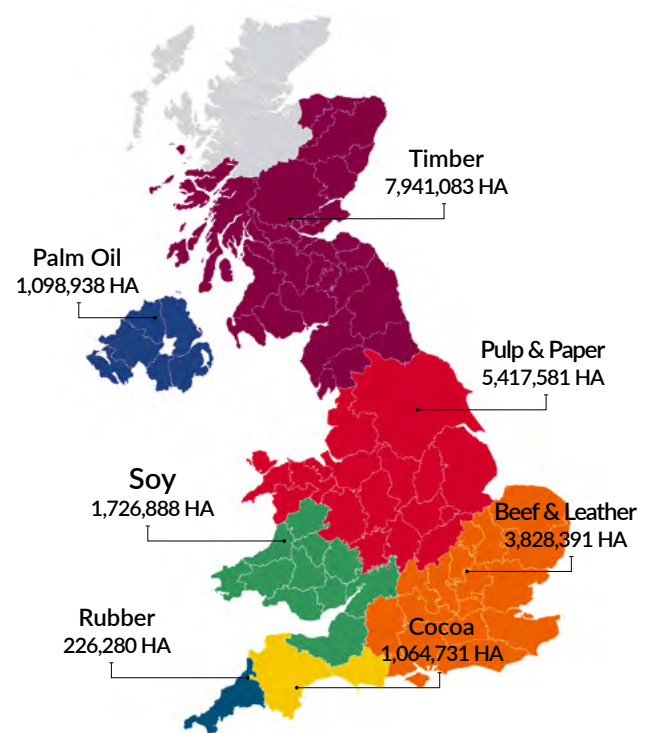 Timber
7,941,083 HA
Palm Oil
1,098,938 HA
Pulp & Paper
5,417,581 HA
Soy
1,726,888 HA
Beef & Leather
3,828,391 HA
Rubber
226,280 HA
Cocoa
1,064,731 HA